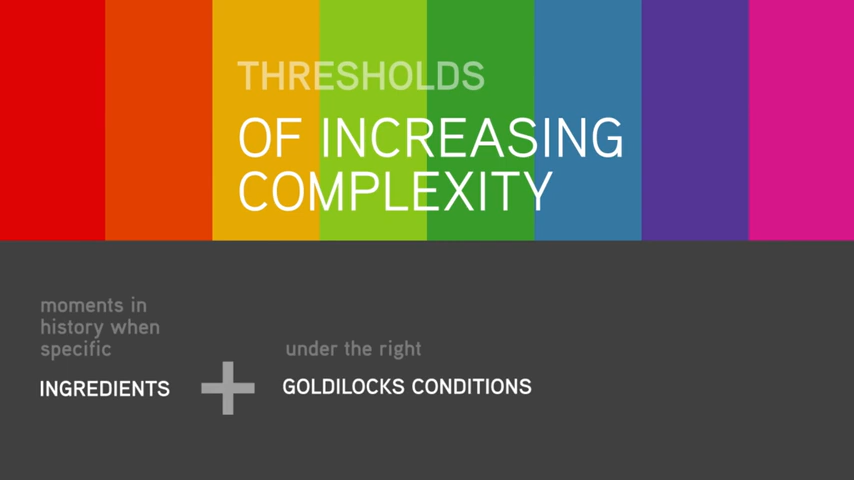 THRESHOLDS
OF INCREASING
COMPLEXITY
moments in
history when
specific
INGREDIENTS
+
under the right
GOLDILOCKS CONDITIONS